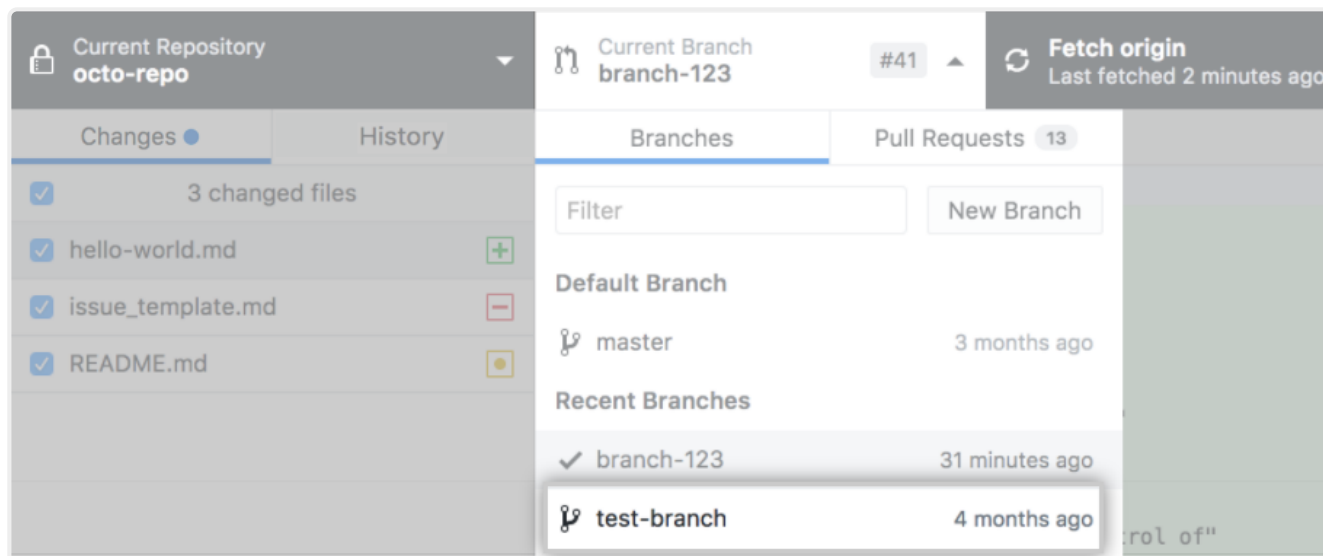 Current Repository
octo-repo
Current Branch
branch-123
#41
Fetch origin
Last fetched 2 minutes ago
Changes
History
Branches
Pull Requests 13
3 changed files
Filter
New Branch
hello-world.md
issue_template.md
README.md
Default Branch
master 3 months ago
Recent Branches
branch-123 31 minutes ago
test-branch 4 months ago
rol of"